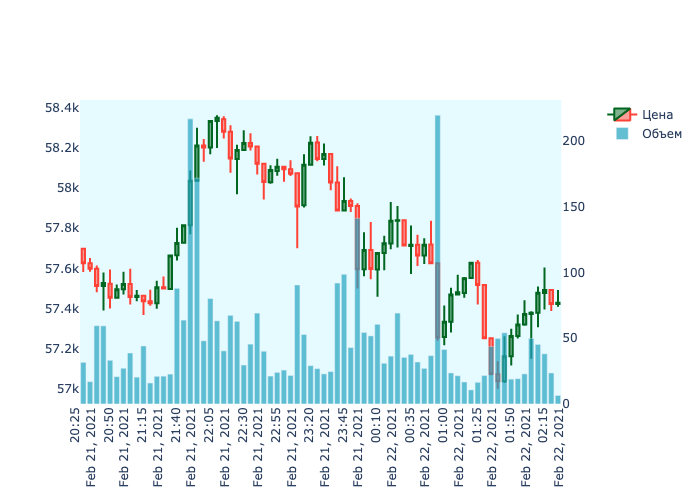 58.4k
58.2k
58k
57.8k
57.6k
57.4k
57.2k
57k
200
150
100
50
0
Цена
Объем
20:25
Feb 21, 2021
20:50
Feb 21, 2021
21:15
Feb 21, 2021
21:40
Feb 21, 2021
22:05
Feb 21, 2021
22:30
Feb 21, 2021
22:55
Feb 21, 2021
23:20
Feb 21, 2021
23:45
Feb 21, 2021
00:10
Feb 22, 2021
00:35
Feb 22, 2021
01:00
Feb 22, 2021
01:25
Feb 22, 2021
01:50
Feb 22, 2021
02:15
Feb 22, 2021